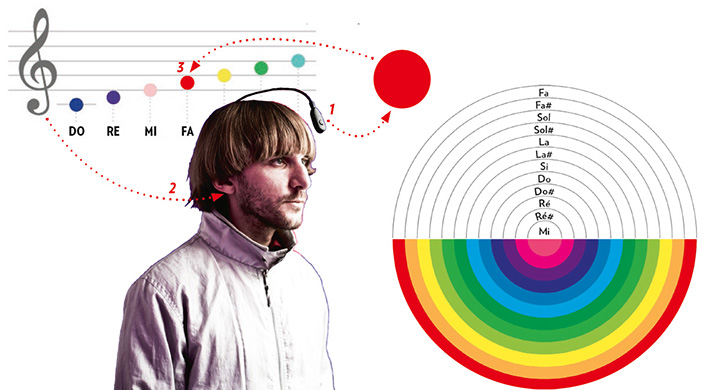 3
1
DO RE MI FA
2
Fa
Fa#
Sol
Sol#
La
La#
Si
Do
Do#
Ré
Ré#
Mi